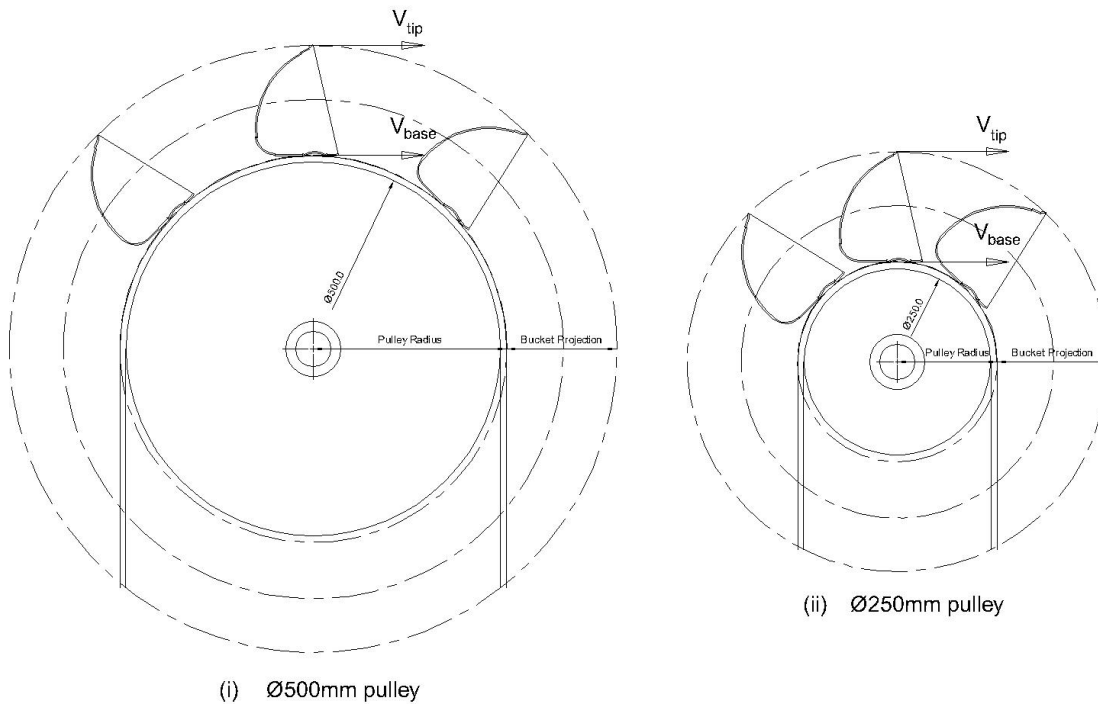 V_tip
V_base
Ø500.0
Pulley Radius
Bucket Projection
(i) Ø500mm pulley
V_tip
V_base
Ø250.0
Pulley Radius
Bucket Projection
(ii) Ø250mm pulley